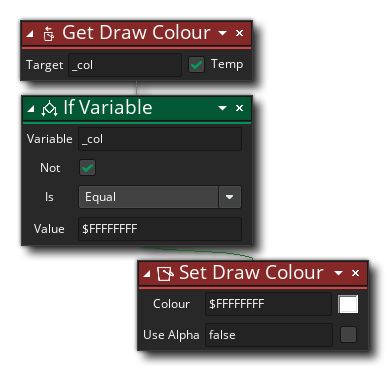 Get Draw Colour
Target _col Temp
If Variable
Variable _col
Not
Is Equal
Value $FFFFFFFF
Set Draw Colour
Colour $FFFFFFFF
Use Alpha false